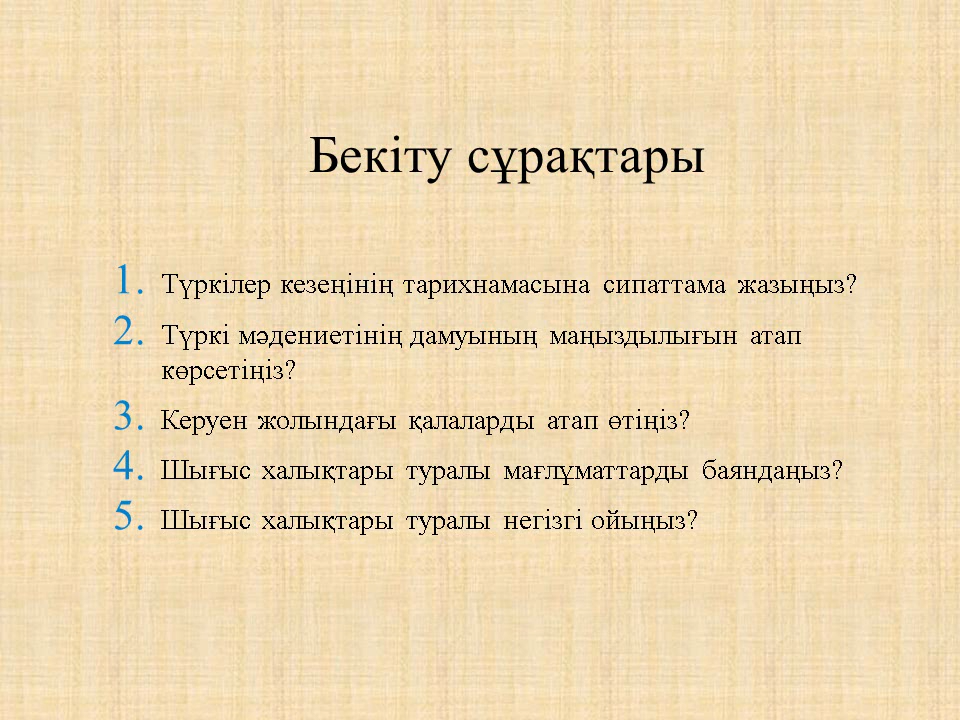 Бекіту сұрақтары
1. Түркілер кезеңінің тарихнамасына сипаттама жазыңыз?
2. Түркі мәдениетінің дамуының маңыздылығын атап
көрсетіңіз?
3. Керуен жолындағы қалаларды атап өтіңіз?
4. Шығыс халықтары туралы мағлұматтарды баяндаңыз?
5. Шығыс халықтары туралы негізгі ойыңыз?